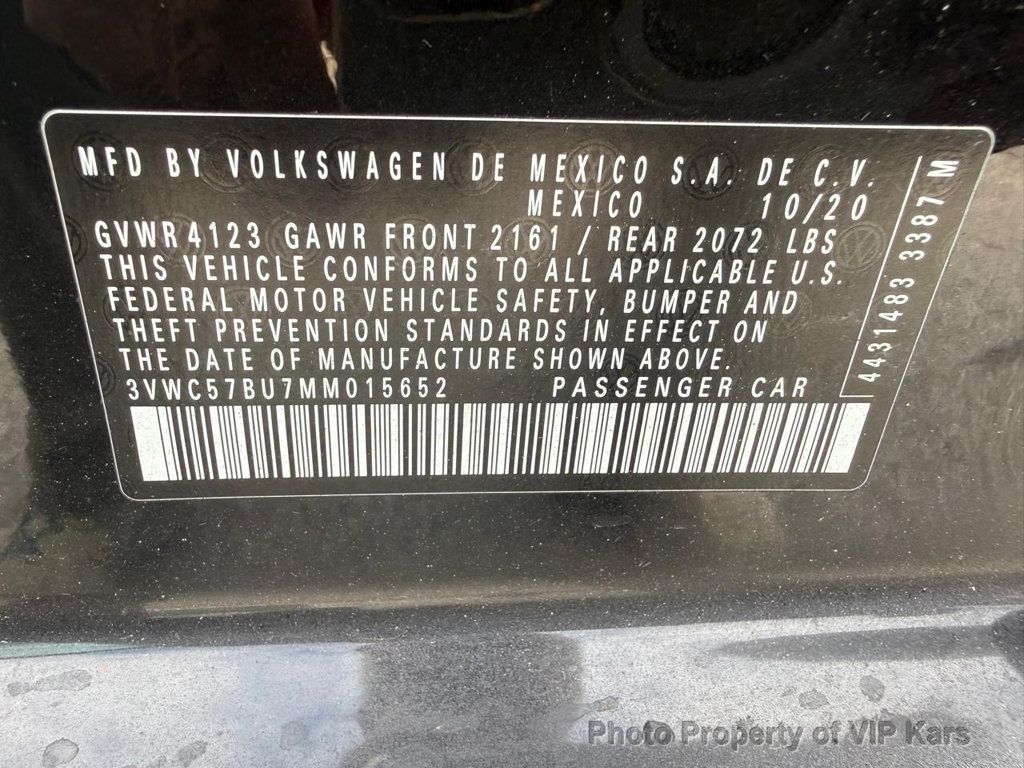 MFD BY VOLKSWAGEN DE MEXICO S.A. DE C.V.
MEXICO 10/20
GVWR 4123 GAWR FRONT 2161 / REAR 2072 LBS
THIS VEHICLE CONFORMS TO ALL APPLICABLE U.S.
FEDERAL MOTOR VEHICLE SAFETY, BUMPER AND
THEFT PREVENTION STANDARDS IN EFFECT ON
THE DATE OF MANUFACTURE SHOWN ABOVE.
3VWC57BU7MM015652 PASSENGER CAR
4431483 3387 M
Photo Property of VIP Kars